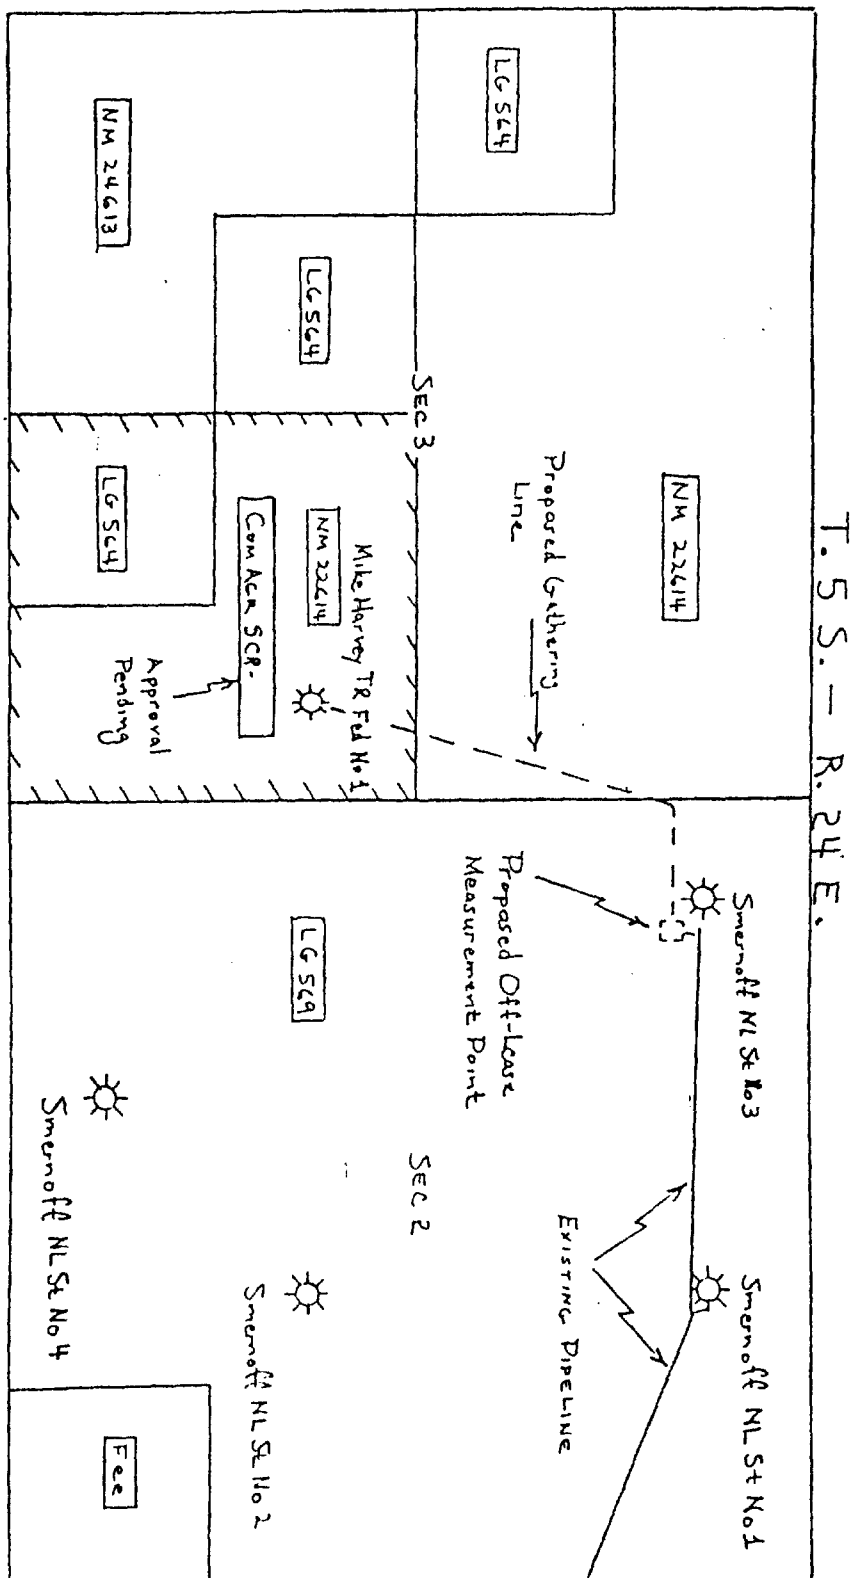 T. 5 S. — R. 24 E.
LG 564
NM 22614
Smernoff NL St No 3
Smernoff NL St No 1
Proposed Gathering
Line
Proposed Off-Lease
Measurement Point
EXISTING PIPELINE
SEC 3
SEC 2
LG 564
Mike Harvey TR Fed No 1
NM 22614
Com AGR SCR-
LG 569
Smernoff NL St No 2
NM 24613
LG 564
Approval
Pending
Smernoff NL St No 4
Fee